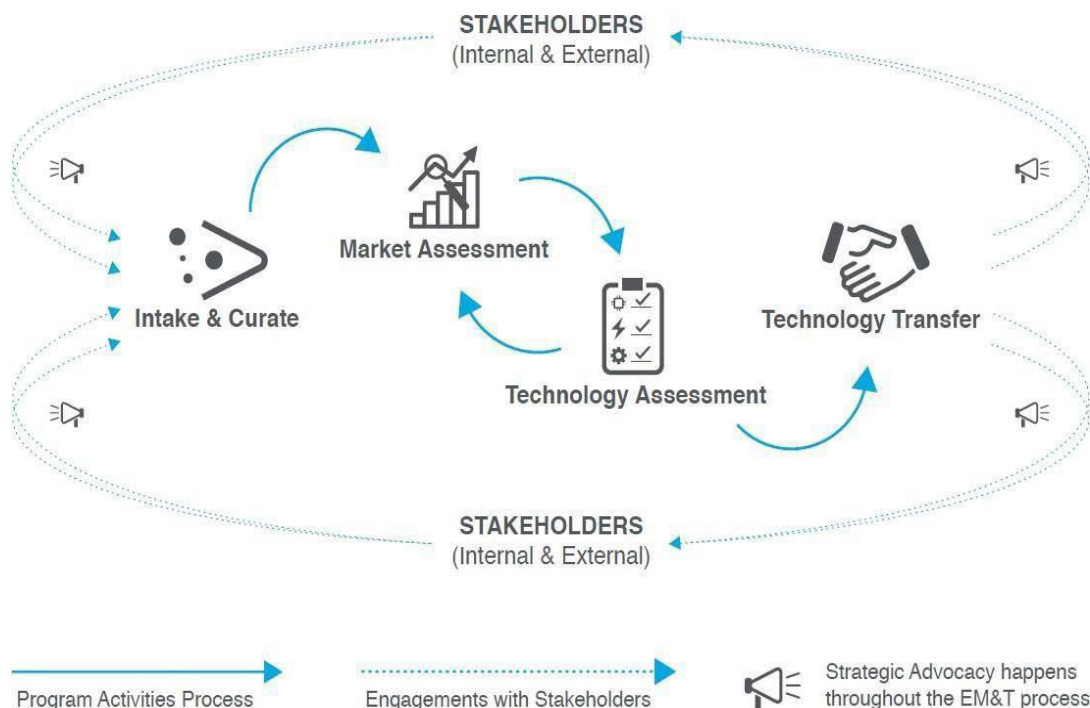 STAKEHOLDERS
(Internal & External)
Market Assessment
Intake & Curate
Technology Transfer
Technology Assessment
STAKEHOLDERS
(Internal & External)
Program Activities Process
Engagements with Stakeholders
Strategic Advocacy happens
throughout the EM&T process